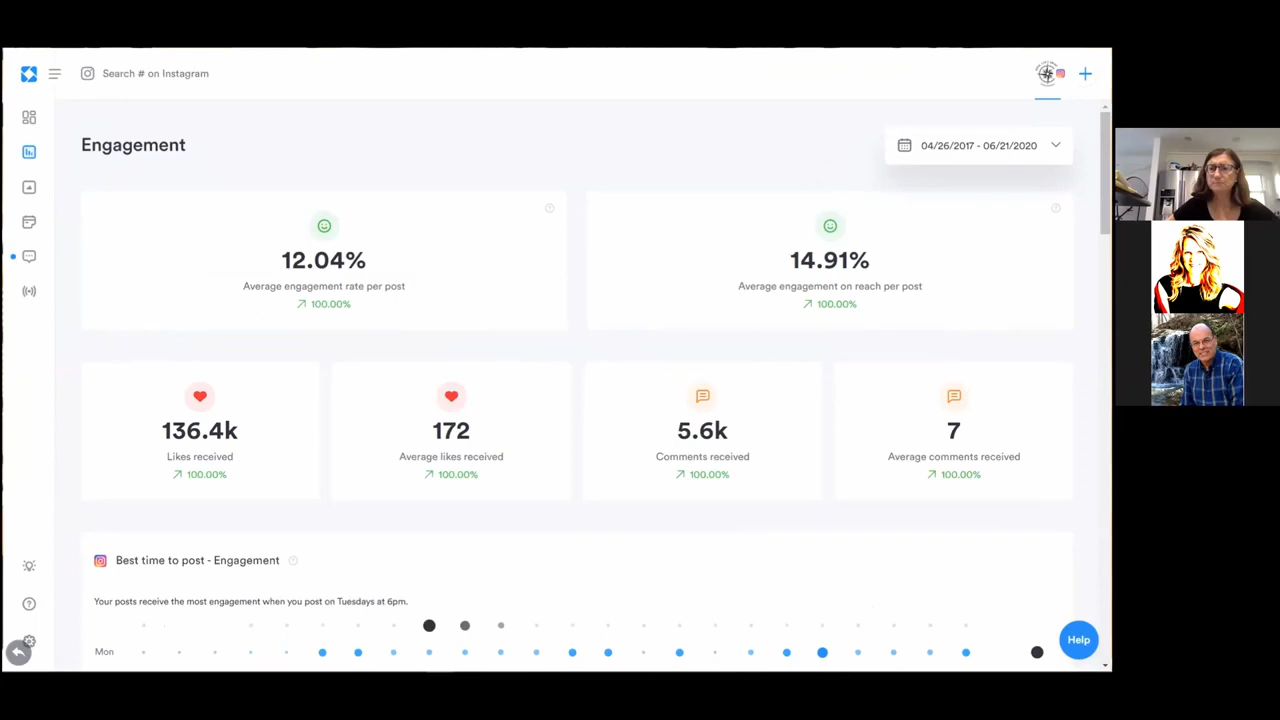 Search # on Instagram
Engagement
04/26/2017 - 06/21/2020
12.04%
Average engagement rate per post
100.00%
14.91%
Average engagement on reach per post
100.00%
136.4k
Likes received
100.00%
172
Average likes received
100.00%
5.6k
Comments received
100.00%
7
Average comments received
100.00%
Best time to post - Engagement
Your posts receive the most engagement when you post on Tuesdays at 6pm.
Mon
Help